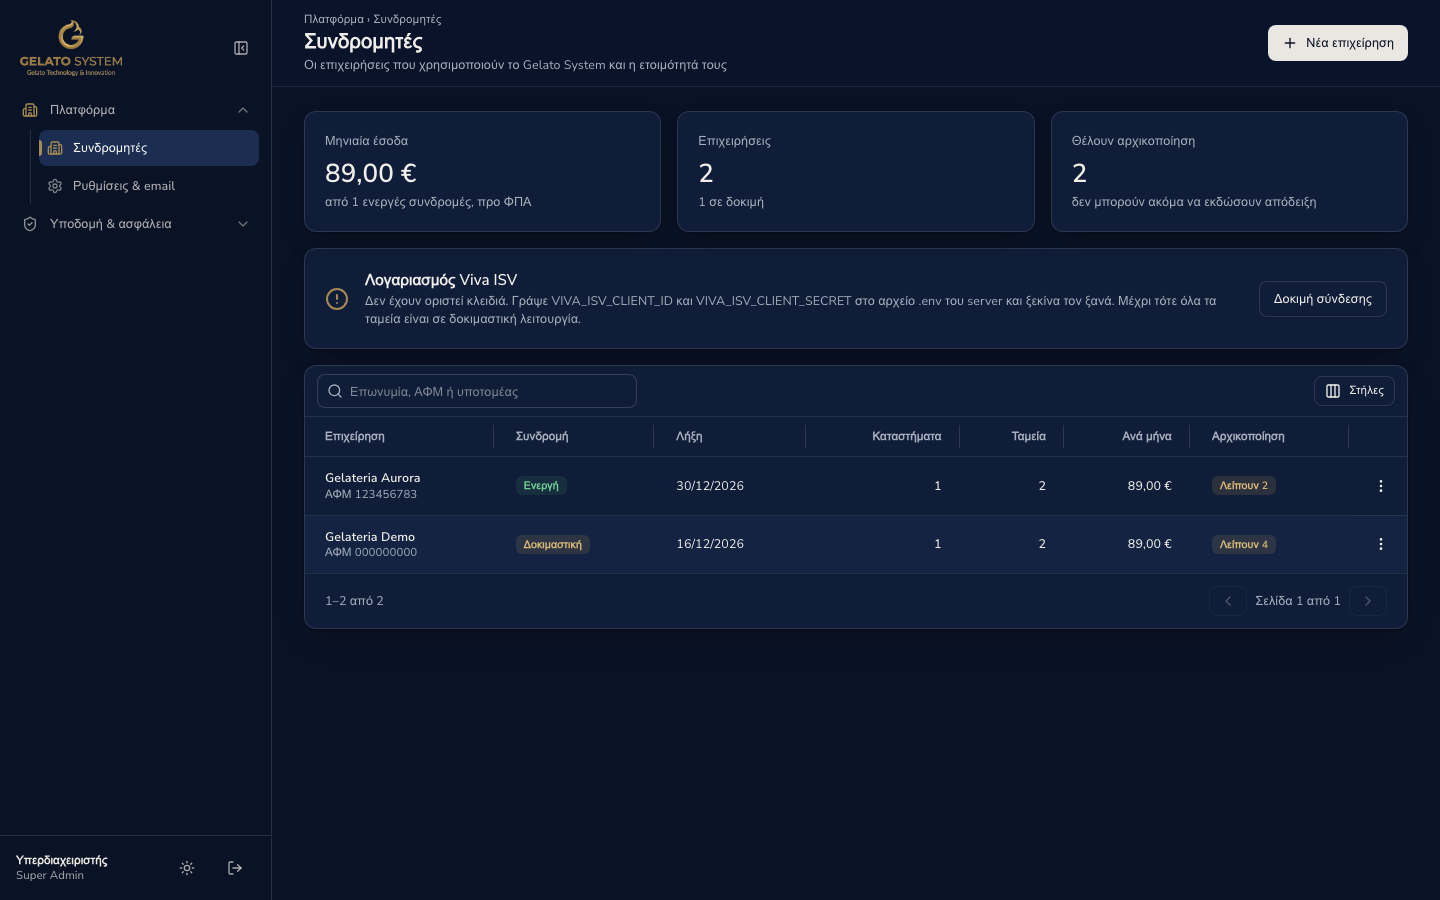 GELATO SYSTEM
Gelato Technology & Innovation
Πλατφόρμα
Συνδρομητές
Ρυθμίσεις & email
Υποδομή & ασφάλεια
Υπερδιαχειριστής
Super Admin
Πλατφόρμα › Συνδρομητές
Συνδρομητές
Οι επιχειρήσεις που χρησιμοποιούν το Gelato System και η ετοιμότητά τους
Νέα επιχείρηση
Μηνιαία έσοδα
89,00 €
από 1 ενεργές συνδρομές, προ ΦΠΑ
Επιχειρήσεις
2
1 σε δοκιμή
Θέλουν αρχικοποίηση
2
δεν μπορούν ακόμα να εκδώσουν απόδειξη
Λογαριασμός Viva ISV
Δεν έχουν οριστεί κλειδιά. Γράψε VIVA_ISV_CLIENT_ID και VIVA_ISV_CLIENT_SECRET στο αρχείο .env του server και ξεκίνα τον ξανά. Μέχρι τότε όλα τα
ταμεία είναι σε δοκιμαστική λειτουργία.
Δοκιμή σύνδεσης
Επωνυμία, ΑΦΜ ή υποτομέας
Στήλες
Επιχείρηση Συνδρομή Λήξη Καταστήματα Ταμεία Ανά μήνα Αρχικοποίηση
Gelateria Aurora
ΑΦΜ 123456783
Ενεργή 30/12/2026 1 2 89,00 € Λείπουν 2
Gelateria Demo
ΑΦΜ 000000000
Δοκιμαστική 16/12/2026 1 2 89,00 € Λείπουν 4
1–2 από 2
Σελίδα 1 από 1